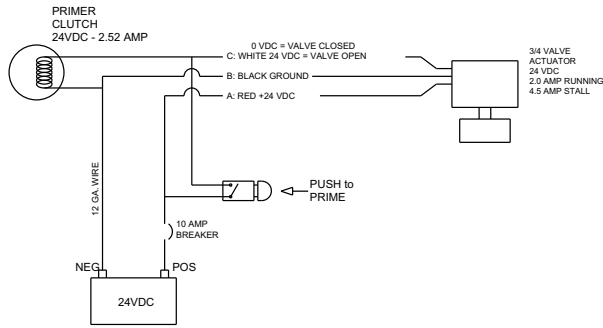 PRIMER
CLUTCH
24VDC - 2.52 AMP
0 VDC = VALVE CLOSED
C: WHITE 24 VDC = VALVE OPEN
B: BLACK GROUND
A: RED +24 VDC
3/4 VALVE
ACTUATOR
24 VDC
2.0 AMP RUNNING
4.5 AMP STALL
12 GA. WIRE
PUSH to
PRIME
10 AMP
BREAKER
NEG
POS
24VDC